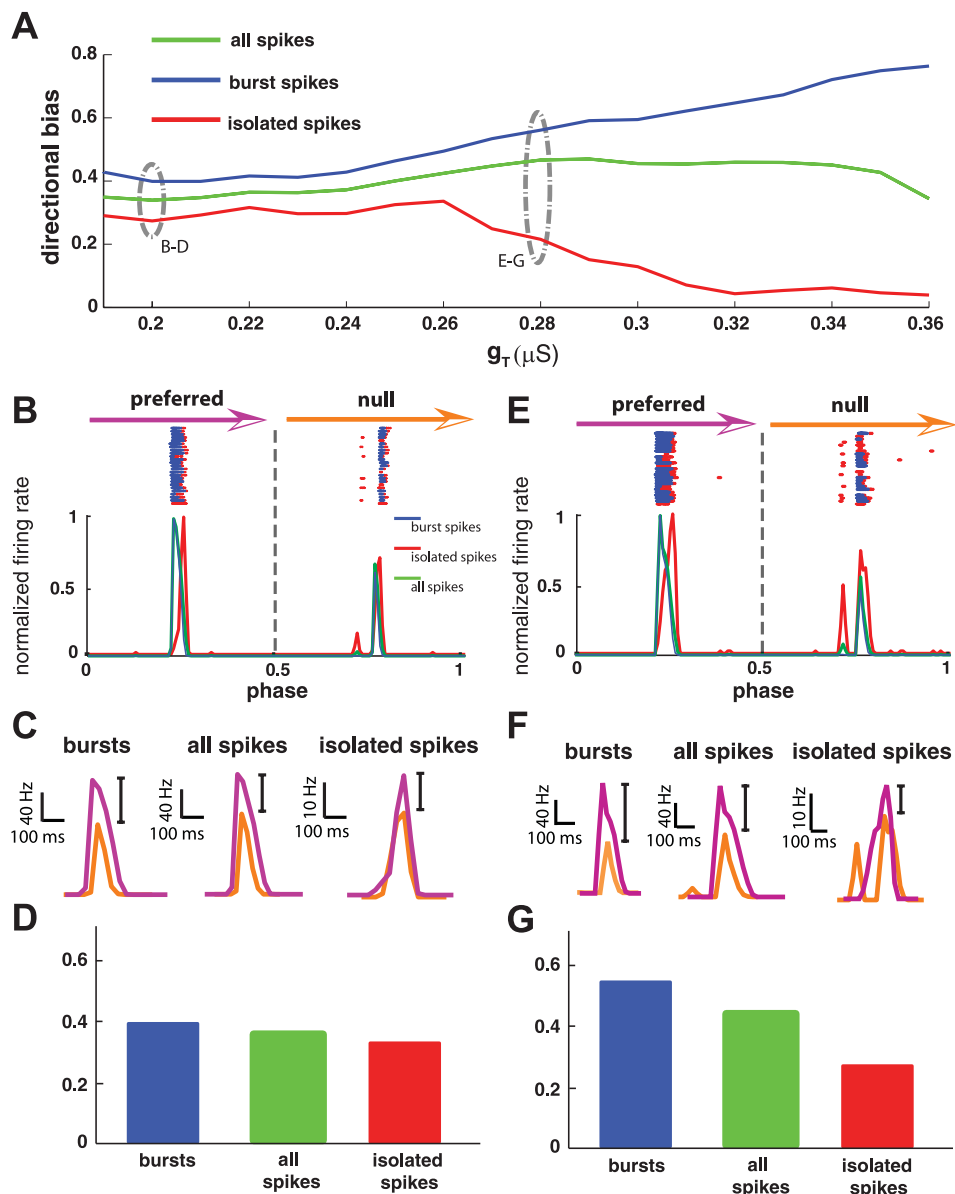 A
0.8
0.6
0.4
0.2
0
directional bias
all spikes
burst spikes
isolated spikes
B-D
E-G
0.2
0.22
0.24
0.26
0.28
0.3
0.32
0.34
0.36
gT (μS)
B
preferred
null
normalized firing rate
1
0.5
0
burst spikes
isolated spikes
all spikes
0
0.5
1
phase
E
preferred
null
normalized firing rate
1
0.5
0
0
0.5
1
phase
C
bursts
all spikes
isolated spikes
40 Hz
100 ms
40 Hz
100 ms
10 Hz
100 ms
F
bursts
all spikes
isolated spikes
40 Hz
100 ms
40 Hz
100 ms
10 Hz
100 ms
D
0.6
0.4
0.2
0
bursts
all
spikes
isolated
spikes
G
0.6
0.4
0.2
0
bursts
all
spikes
isolated
spikes